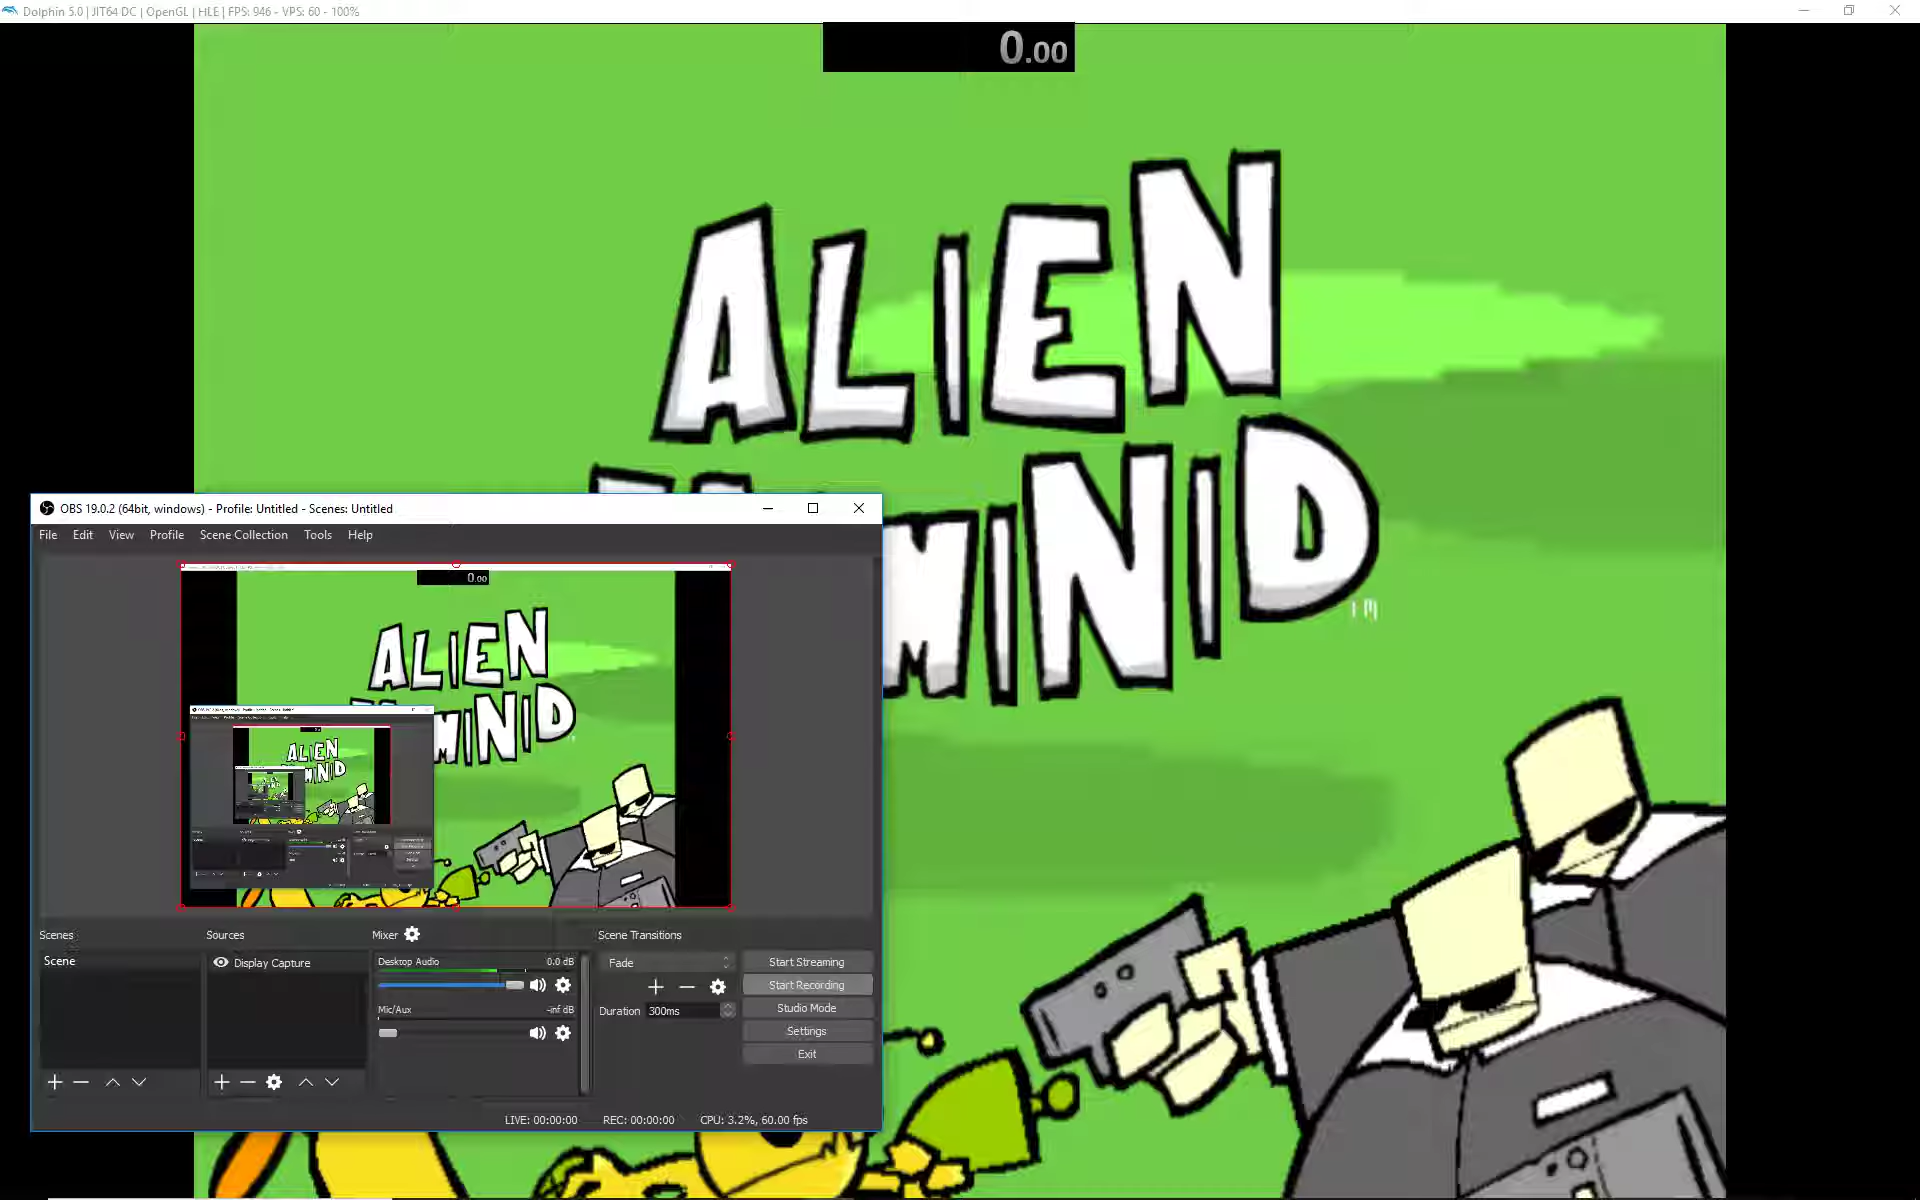 Dolphin 5.0 | JIT64 DC | OpenGL | HLE | FPS: 946 - VPS: 60 - 100%
0.00
ALIEN
MINID
TM
OBS 19.0.2 (64bit, windows) - Profile: Untitled - Scenes: Untitled
File Edit View Profile Scene Collection Tools Help
0.00
ALIEN
MINID
ALIEN
MINID
Scenes
Scene
Sources
Display Capture
Mixer
Desktop Audio 0.0 dB
Mic/Aux -inf dB
Scene Transitions
Fade
Duration 300ms
Start Streaming
Start Recording
Studio Mode
Settings
Exit
LIVE: 00:00:00 REC: 00:00:00 CPU: 3.2%, 60.00 fps